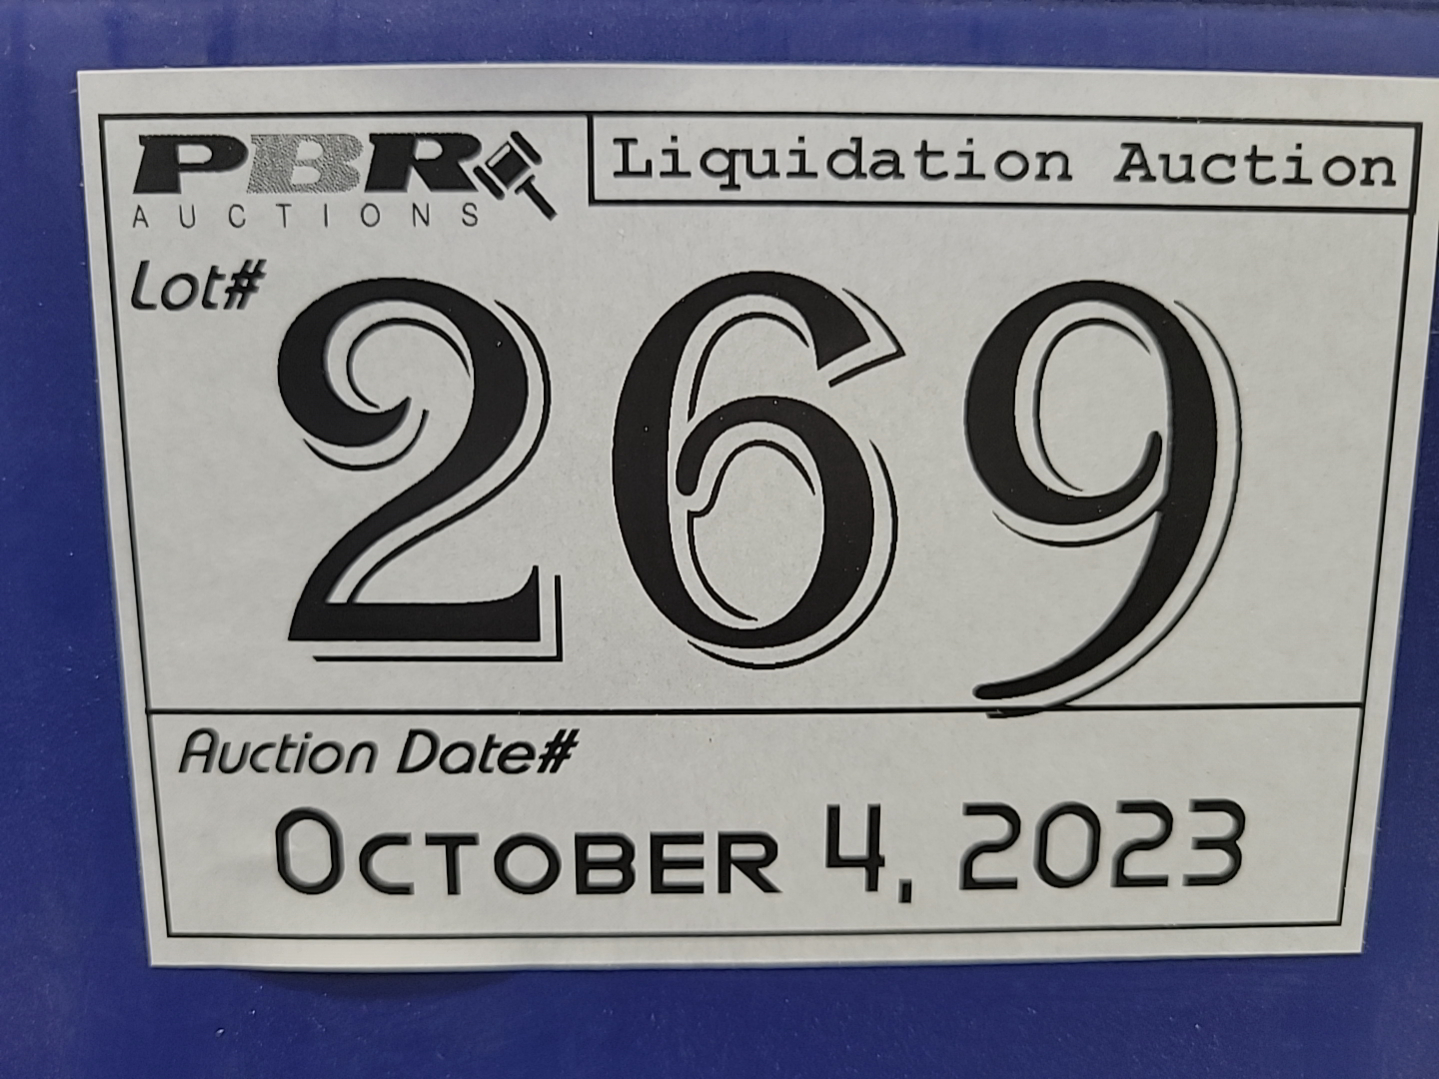 PBR
AUCTIONS
Liquidation Auction
Lot#
269
Auction Date#
OCTOBER 4, 2023